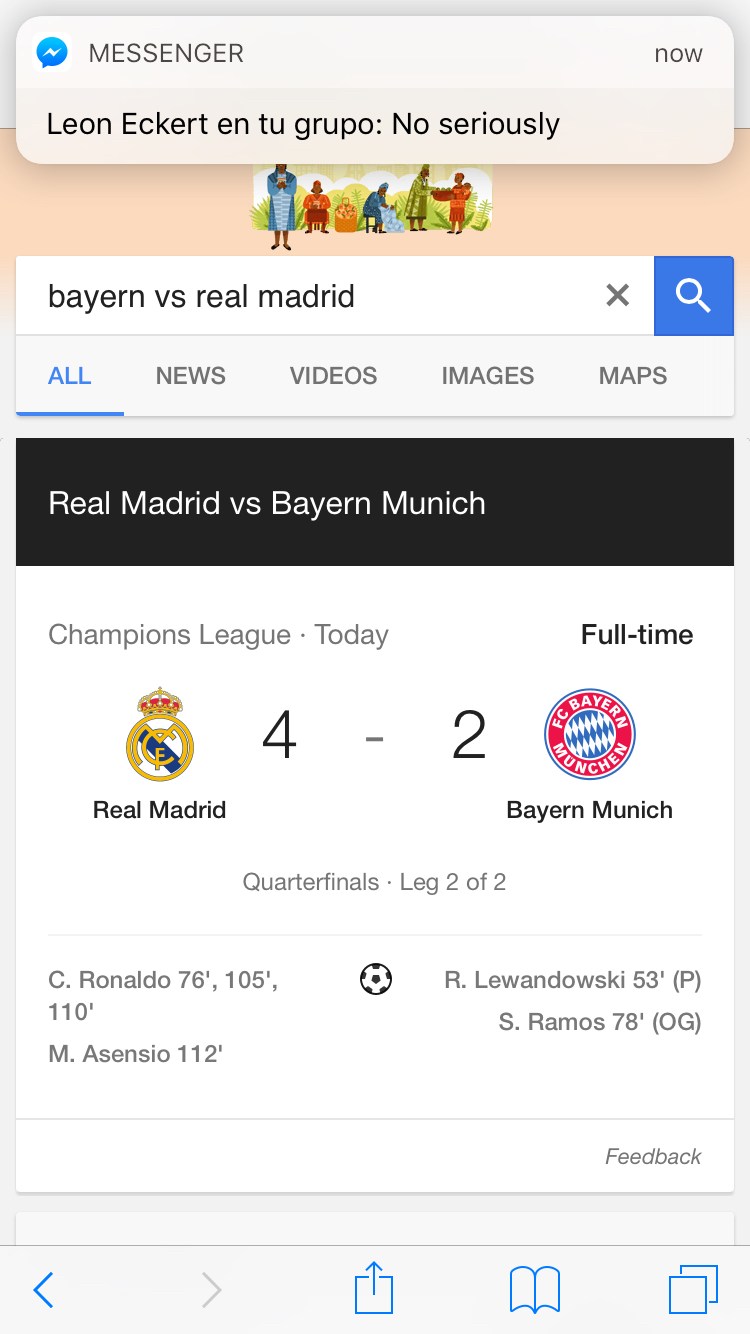 MESSENGER now
Leon Eckert en tu grupo: No seriously
bayern vs real madrid
ALL NEWS VIDEOS IMAGES MAPS
Real Madrid vs Bayern Munich
Champions League · Today Full-time
4 - 2
FC BAYERN
MÜNCHEN
Real Madrid Bayern Munich
Quarterfinals · Leg 2 of 2
C. Ronaldo 76', 105', R. Lewandowski 53' (P)
110'
S. Ramos 78' (OG)
M. Asensio 112'
Feedback